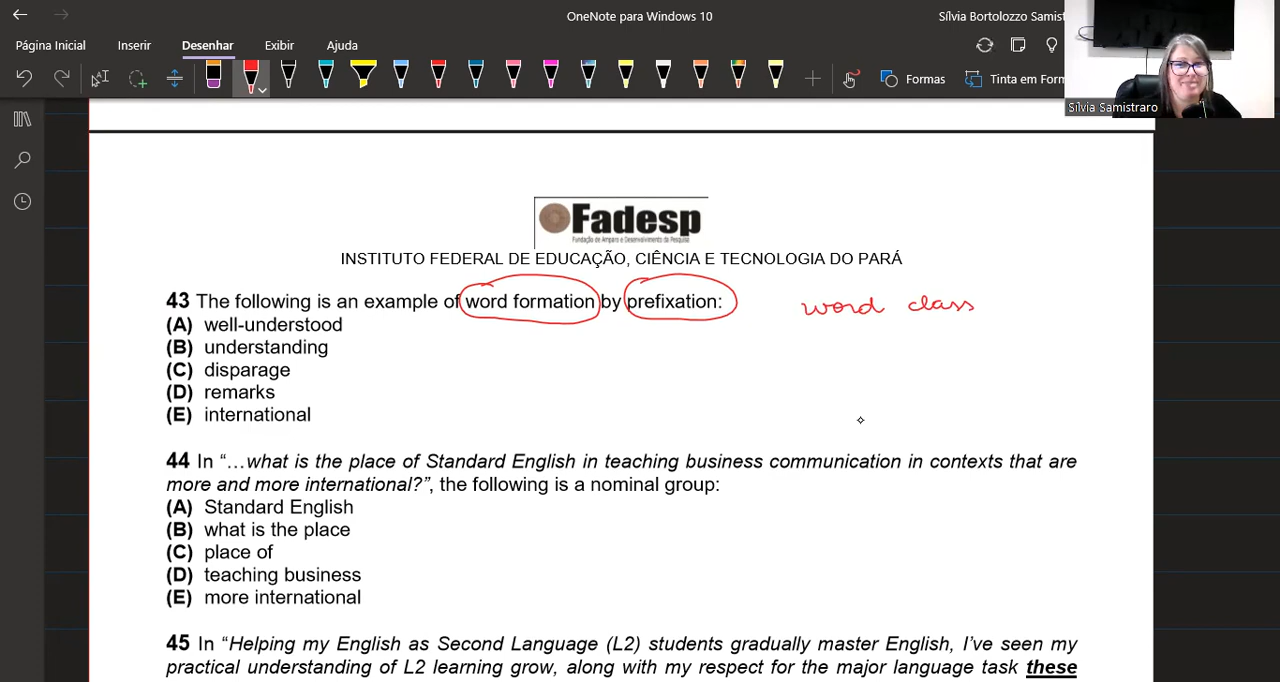 OneNote para Windows 10
Sílvia Bortolozzo Samist
Página Inicial
Inserir
Desenhar
Exibir
Ajuda
Formas
Tinta em Form
Sílvia Samistraro
Fadesp
Fundação de Amparo e Desenvolvimento da Pesquisa
INSTITUTO FEDERAL DE EDUCAÇÃO, CIÊNCIA E TECNOLOGIA DO PARÁ
43 The following is an example of word formation by prefixation: word class
(A) well-understood
(B) understanding
(C) disparage
(D) remarks
(E) international
44 In “…what is the place of Standard English in teaching business communication in contexts that are
more and more international?”, the following is a nominal group:
(A) Standard English
(B) what is the place
(C) place of
(D) teaching business
(E) more international
45 In “Helping my English as Second Language (L2) students gradually master English, I’ve seen my
practical understanding of L2 learning grow, along with my respect for the major language task these